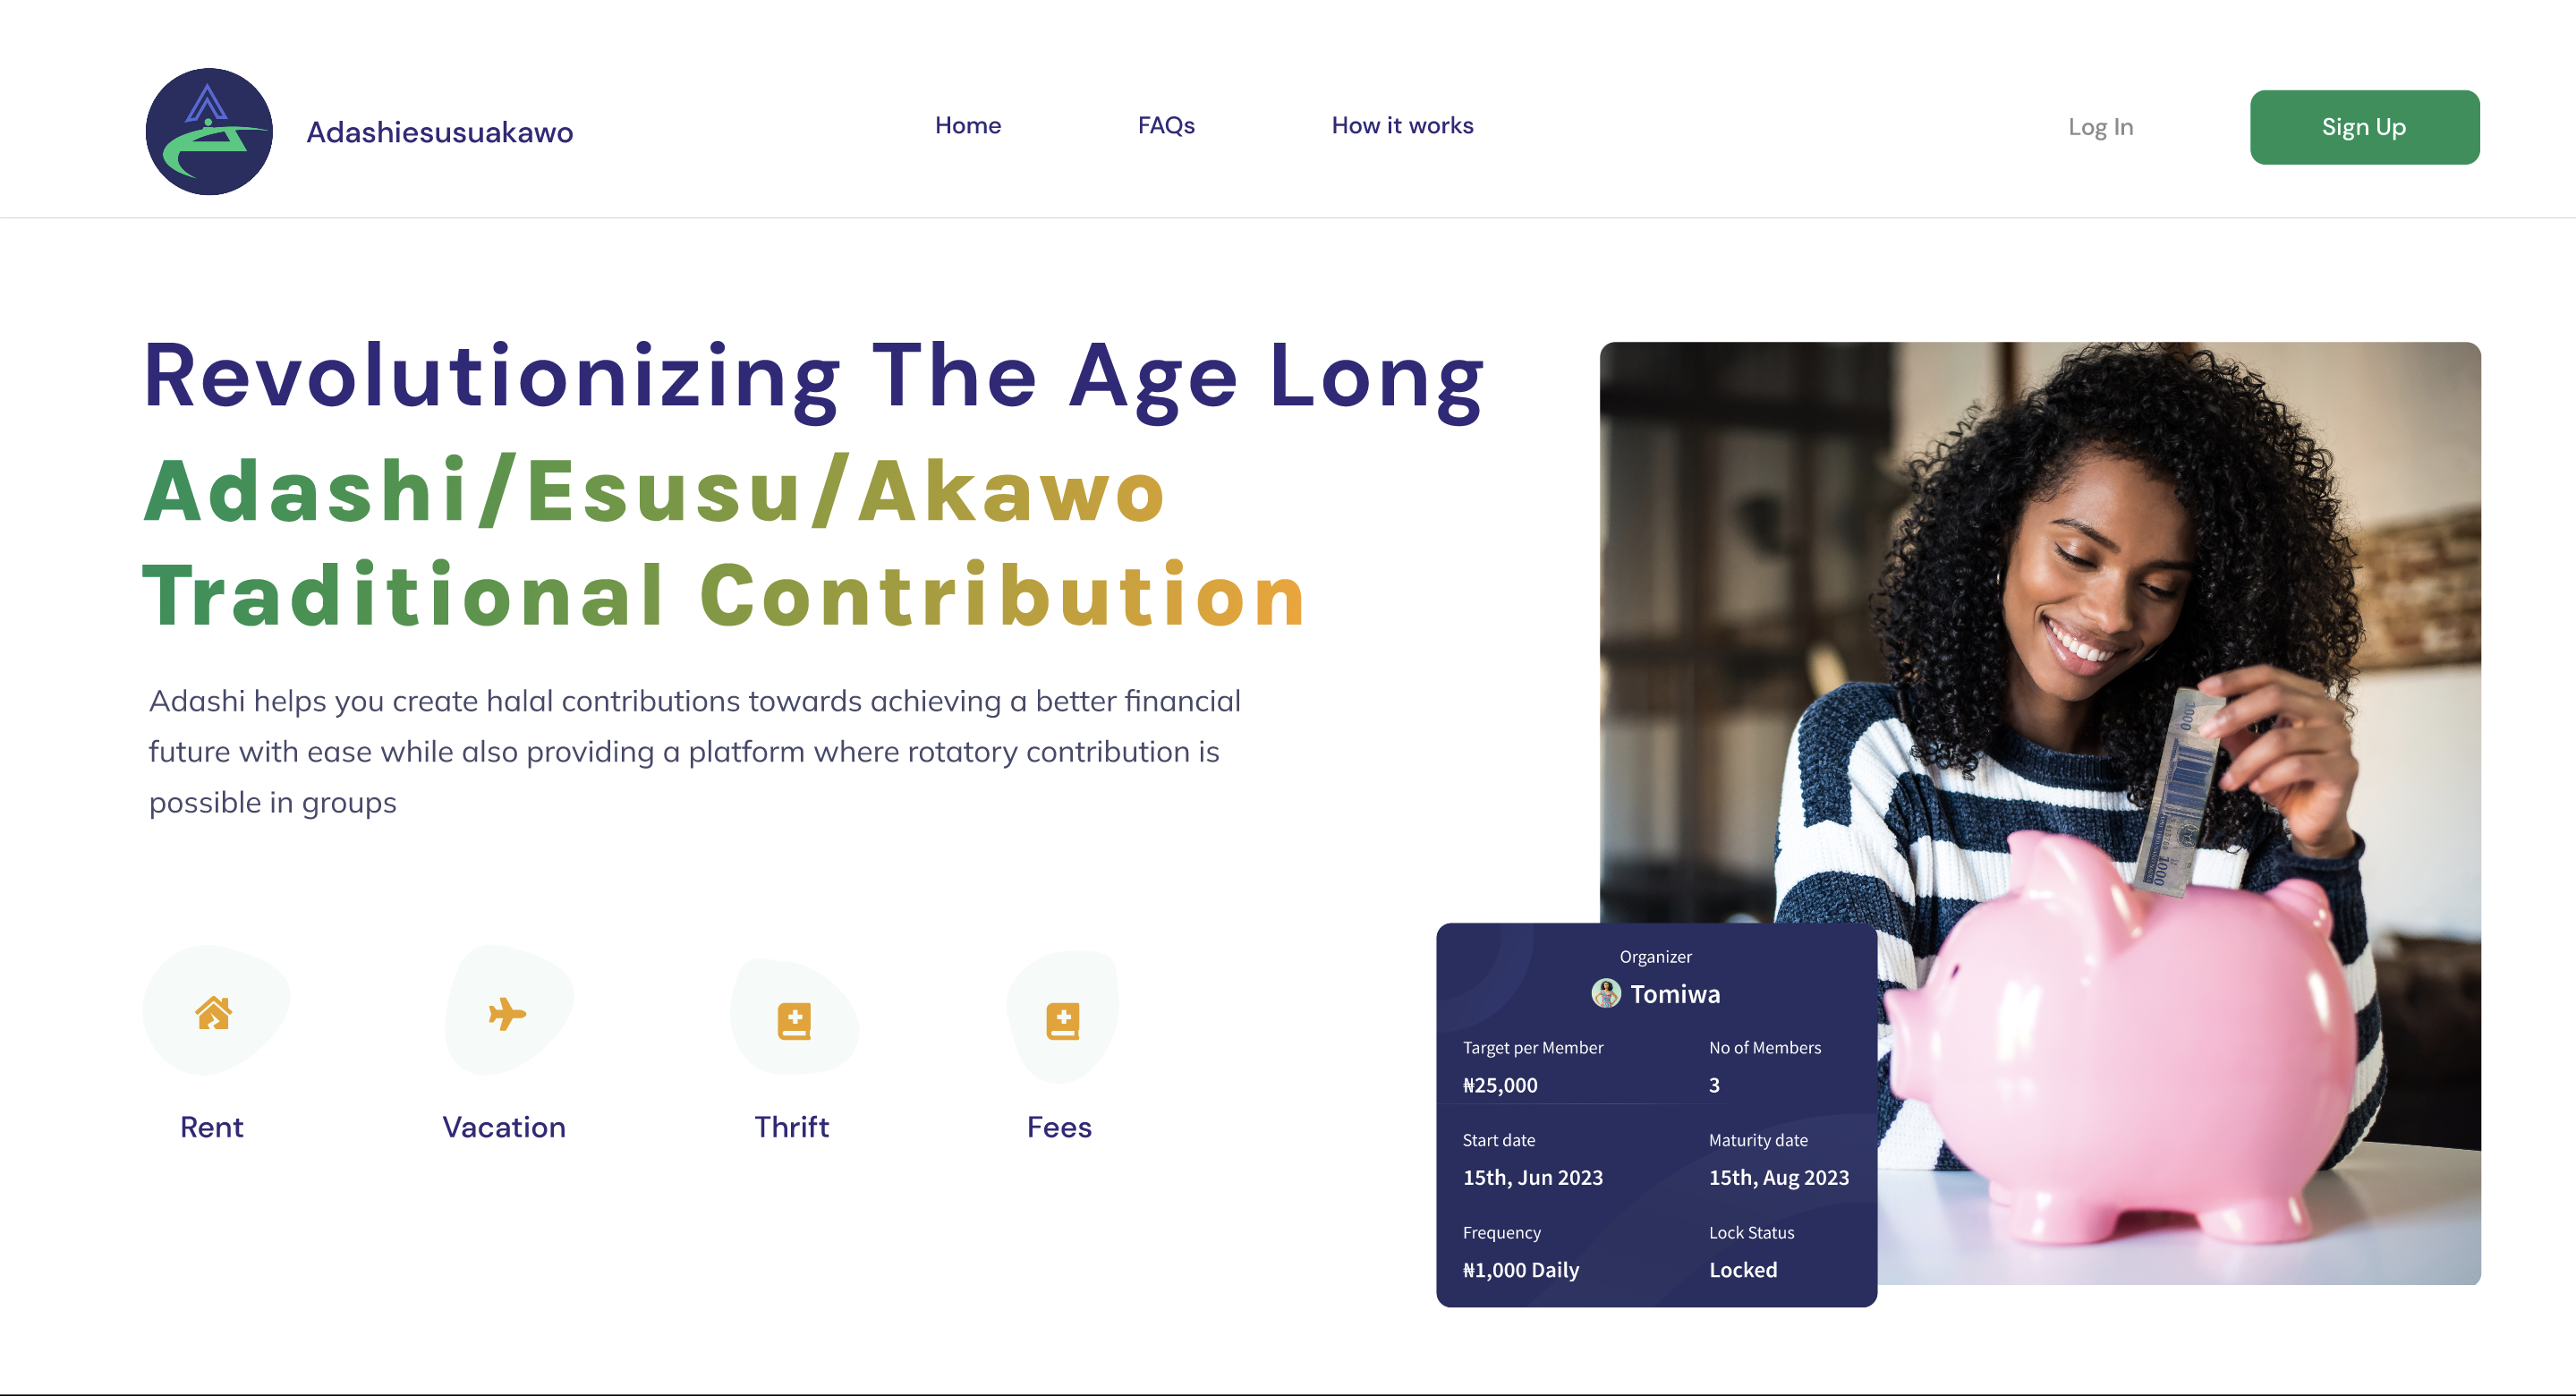 Adashiesusuakawo
Home
FAQs
How it works
Log In
Sign Up
Revolutionizing The Age Long
Adashi/Esusu/Akawo
Traditional Contribution
Adashi helps you create halal contributions towards achieving a better financial
future with ease while also providing a platform where rotatory contribution is
possible in groups
Rent
Vacation
Thrift
Fees
1000
1000
Organizer
Tomiwa
Target per Member
No of Members
₦25,000
3
Start date
Maturity date
15th, Jun 2023
15th, Aug 2023
Frequency
Lock Status
₦1,000 Daily
Locked